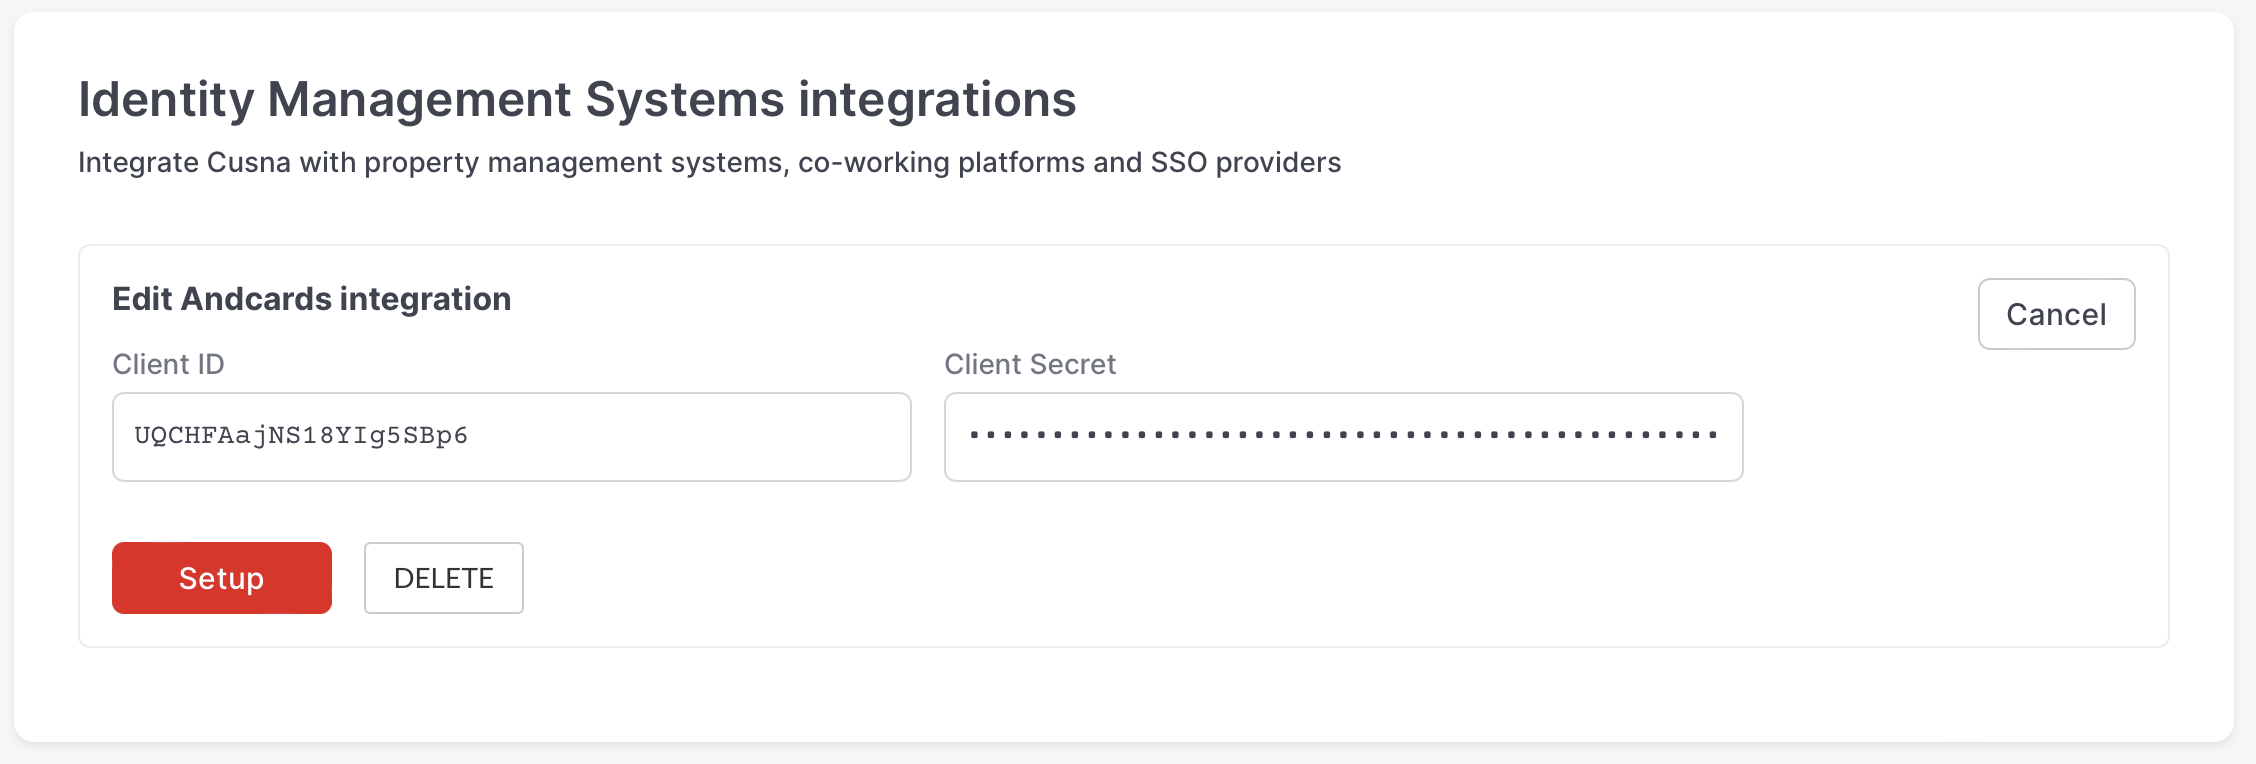 Identity Management Systems integrations
Integrate Cusna with property management systems, co-working platforms and SSO providers
Edit Andcards integration
Cancel
Client ID
Client Secret
UQCHFAajNS18YIg5SBp6
Setup
DELETE